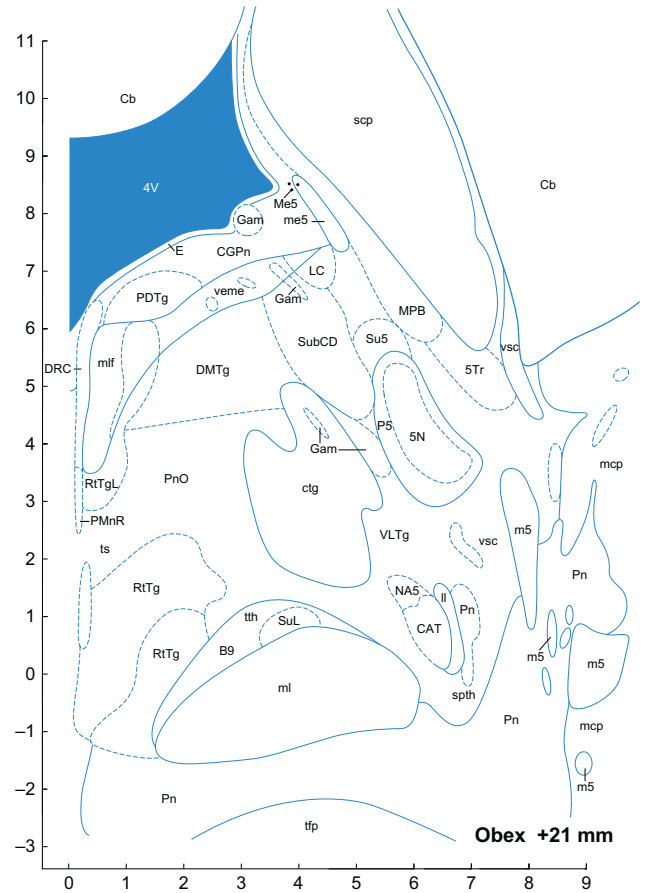 11
10
Cb
scp
9
4V
Cb
8
Me5
me5
Gam
E
CGPn
7
LC
PDTg
veme
Gam
MPB
6
SubCD
Su5
vsc
DRC
mlf
DMTg
5Tr
5
P5
5N
4
Gam
mcp
RtTgL
PnO
ctg
3
PMnR
m5
VLTg
vsc
2
ts
Pn
RtTg
NA5
ll
Pn
1
tth
SuL
CAT
RtTg
B9
m5
m5
0
ml
spth
Pn
mcp
–1
–2
Pn
m5
tfp
Obex +21 mm
–3
0 1 2 3 4 5 6 7 8 9